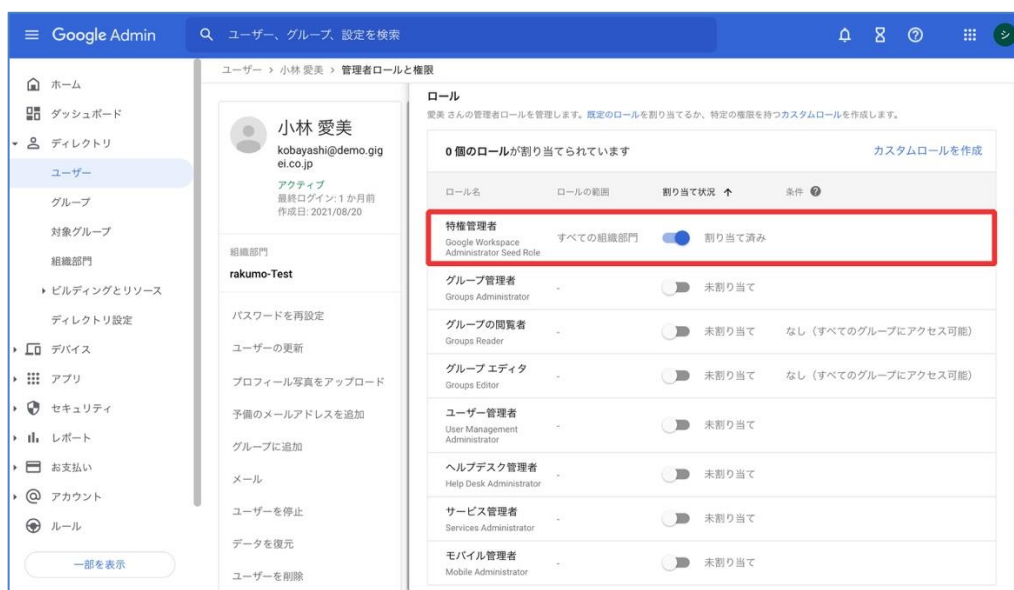 Google Admin
ユーザー、グループ、設定を検索
シ
ホーム
ダッシュボード
ディレクトリ
ユーザー
グループ
対象グループ
組織部門
ビルディングとリソース
ディレクトリ設定
デバイス
アプリ
セキュリティ
レポート
お支払い
アカウント
ルール
一部を表示
ユーザー > 小林 愛美 > 管理者ロールと権限
小林 愛美
kobayashi@demo.gig
ei.co.jp
アクティブ
最終ログイン: 1 か月前
作成日: 2021/08/20
組織部門
rakumo-Test
パスワードを再設定
ユーザーの更新
プロフィール写真をアップロード
予備のメールアドレスを追加
グループに追加
メール
ユーザーを停止
データを復元
ユーザーを削除
ロール
愛美 さんの管理者ロールを管理します。既定のロールを割り当てるか、特定の権限を持つカスタムロールを作成します。
0 個のロールが割り当てられています
カスタムロールを作成
ロール名 ロールの範囲 割り当て状況 条件
特権管理者
Google Workspace
Administrator Seed Role
すべての組織部門 割り当て済み
グループ管理者
Groups Administrator
- 未割り当て
グループの閲覧者
Groups Reader
- 未割り当て なし（すべてのグループにアクセス可能）
グループ エディタ
Groups Editor
- 未割り当て なし（すべてのグループにアクセス可能）
ユーザー管理者
User Management
Administrator
- 未割り当て
ヘルプデスク管理者
Help Desk Administrator
- 未割り当て
サービス管理者
Services Administrator
- 未割り当て
モバイル管理者
Mobile Administrator
- 未割り当て